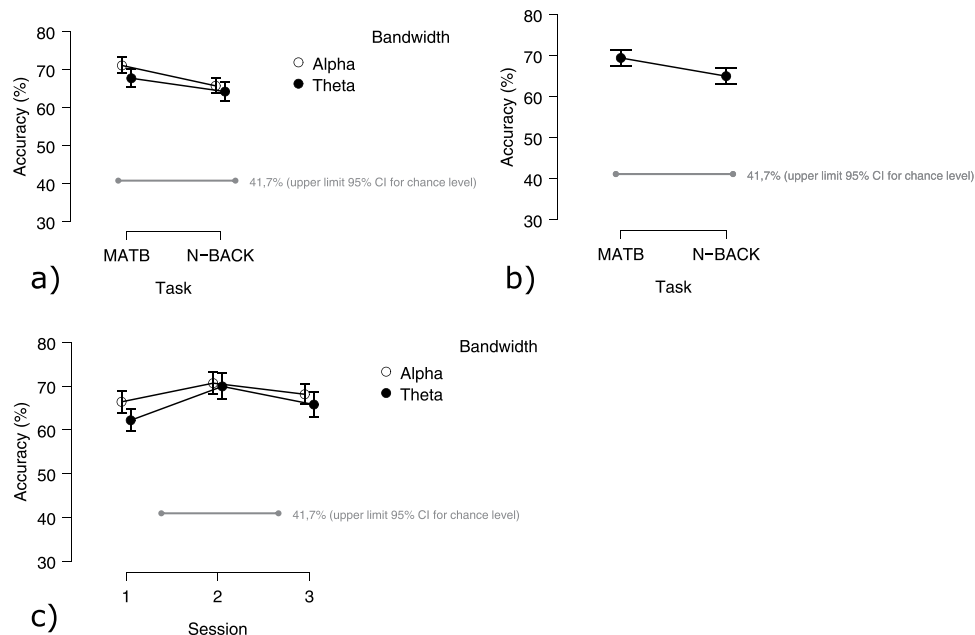 80
70
60
50
40
30
Accuracy (%)
Bandwidth
Alpha
Theta
41,7% (upper limit 95% CI for chance level)
MATB
N−BACK
Task
a)
80
70
60
50
40
30
Accuracy (%)
41,7% (upper limit 95% CI for chance level)
MATB
N−BACK
Task
b)
80
70
60
50
40
30
Accuracy (%)
Bandwidth
Alpha
Theta
41,7% (upper limit 95% CI for chance level)
1
2
3
Session
c)